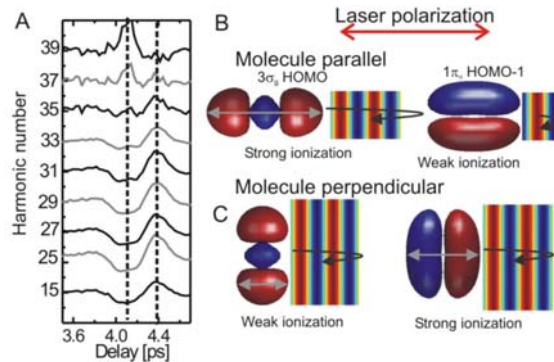 A
Harmonic number
39
37
35
33
31
29
27
25
15
3.6
4.0
4.4
Delay [ps]
Laser polarization
B
Molecule parallel
3σg HOMO
1πu HOMO-1
Strong ionization
Weak ionization
Molecule perpendicular
C
Weak ionization
Strong ionization